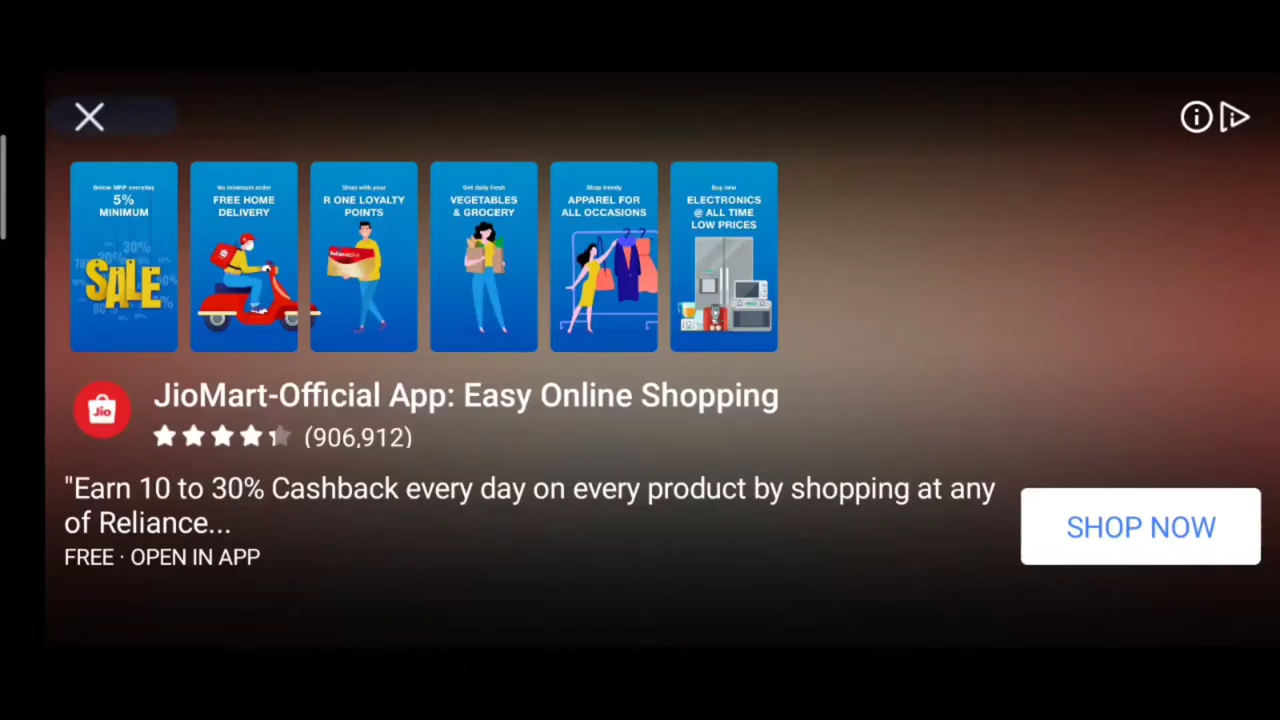 Below MRP everyday
5%
MINIMUM
SALE
30%
No minimum order
FREE HOME
DELIVERY
Shop with your
R ONE LOYALTY
POINTS
Get daily fresh
VEGETABLES
& GROCERY
Shop trendy
APPAREL FOR
ALL OCCASIONS
Buy new
ELECTRONICS
@ ALL TIME
LOW PRICES
Jio
JioMart-Official App: Easy Online Shopping
(906,912)
"Earn 10 to 30% Cashback every day on every product by shopping at any
of Reliance...
FREE · OPEN IN APP
SHOP NOW